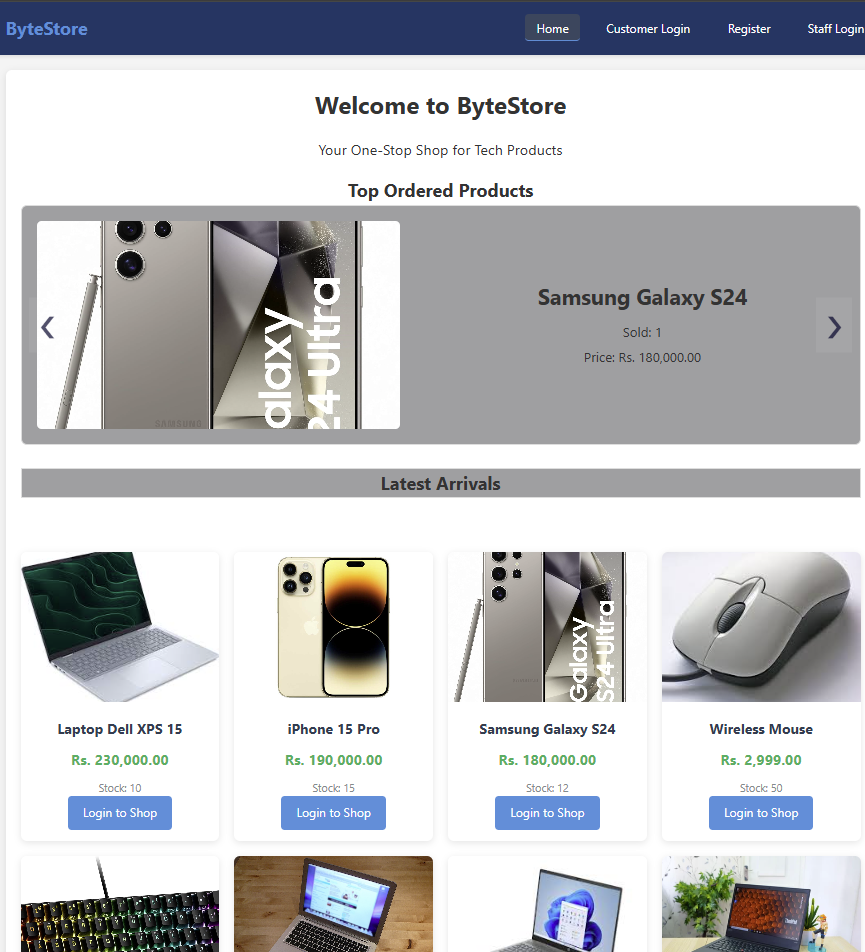 ByteStore
Home
Customer Login
Register
Staff Login
Welcome to ByteStore
Your One-Stop Shop for Tech Products
Top Ordered Products
alaxy
24 Ultra
SAMSUNG
Samsung Galaxy S24
Sold: 1
Price: Rs. 180,000.00
Latest Arrivals
Galaxy
S24 Ultra
Laptop Dell XPS 15
Rs. 230,000.00
Stock: 10
Login to Shop
iPhone 15 Pro
Rs. 190,000.00
Stock: 15
Login to Shop
Samsung Galaxy S24
Rs. 180,000.00
Stock: 12
Login to Shop
Wireless Mouse
Rs. 2,999.00
Stock: 50
Login to Shop